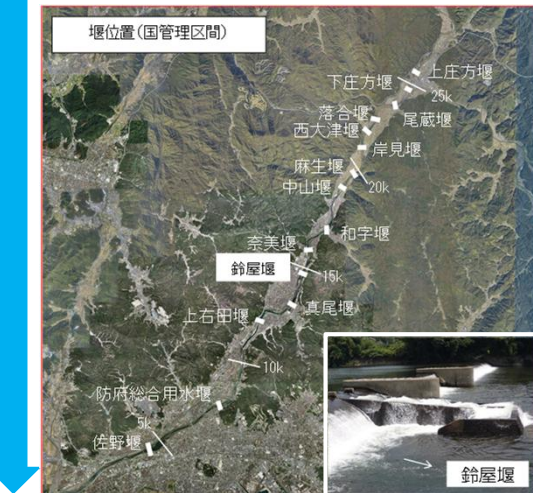 堰位置(国管理区間)
上庄方堰
下庄方堰
25k
尾蔵堰
落合堰
西大津堰
岸見堰
麻生堰
20k
中山堰
和字堰
奈美堰
鈴屋堰
15k
真尾堰
上右田堰
10k
防府総合用水堰
5k
佐野堰
鈴屋堰